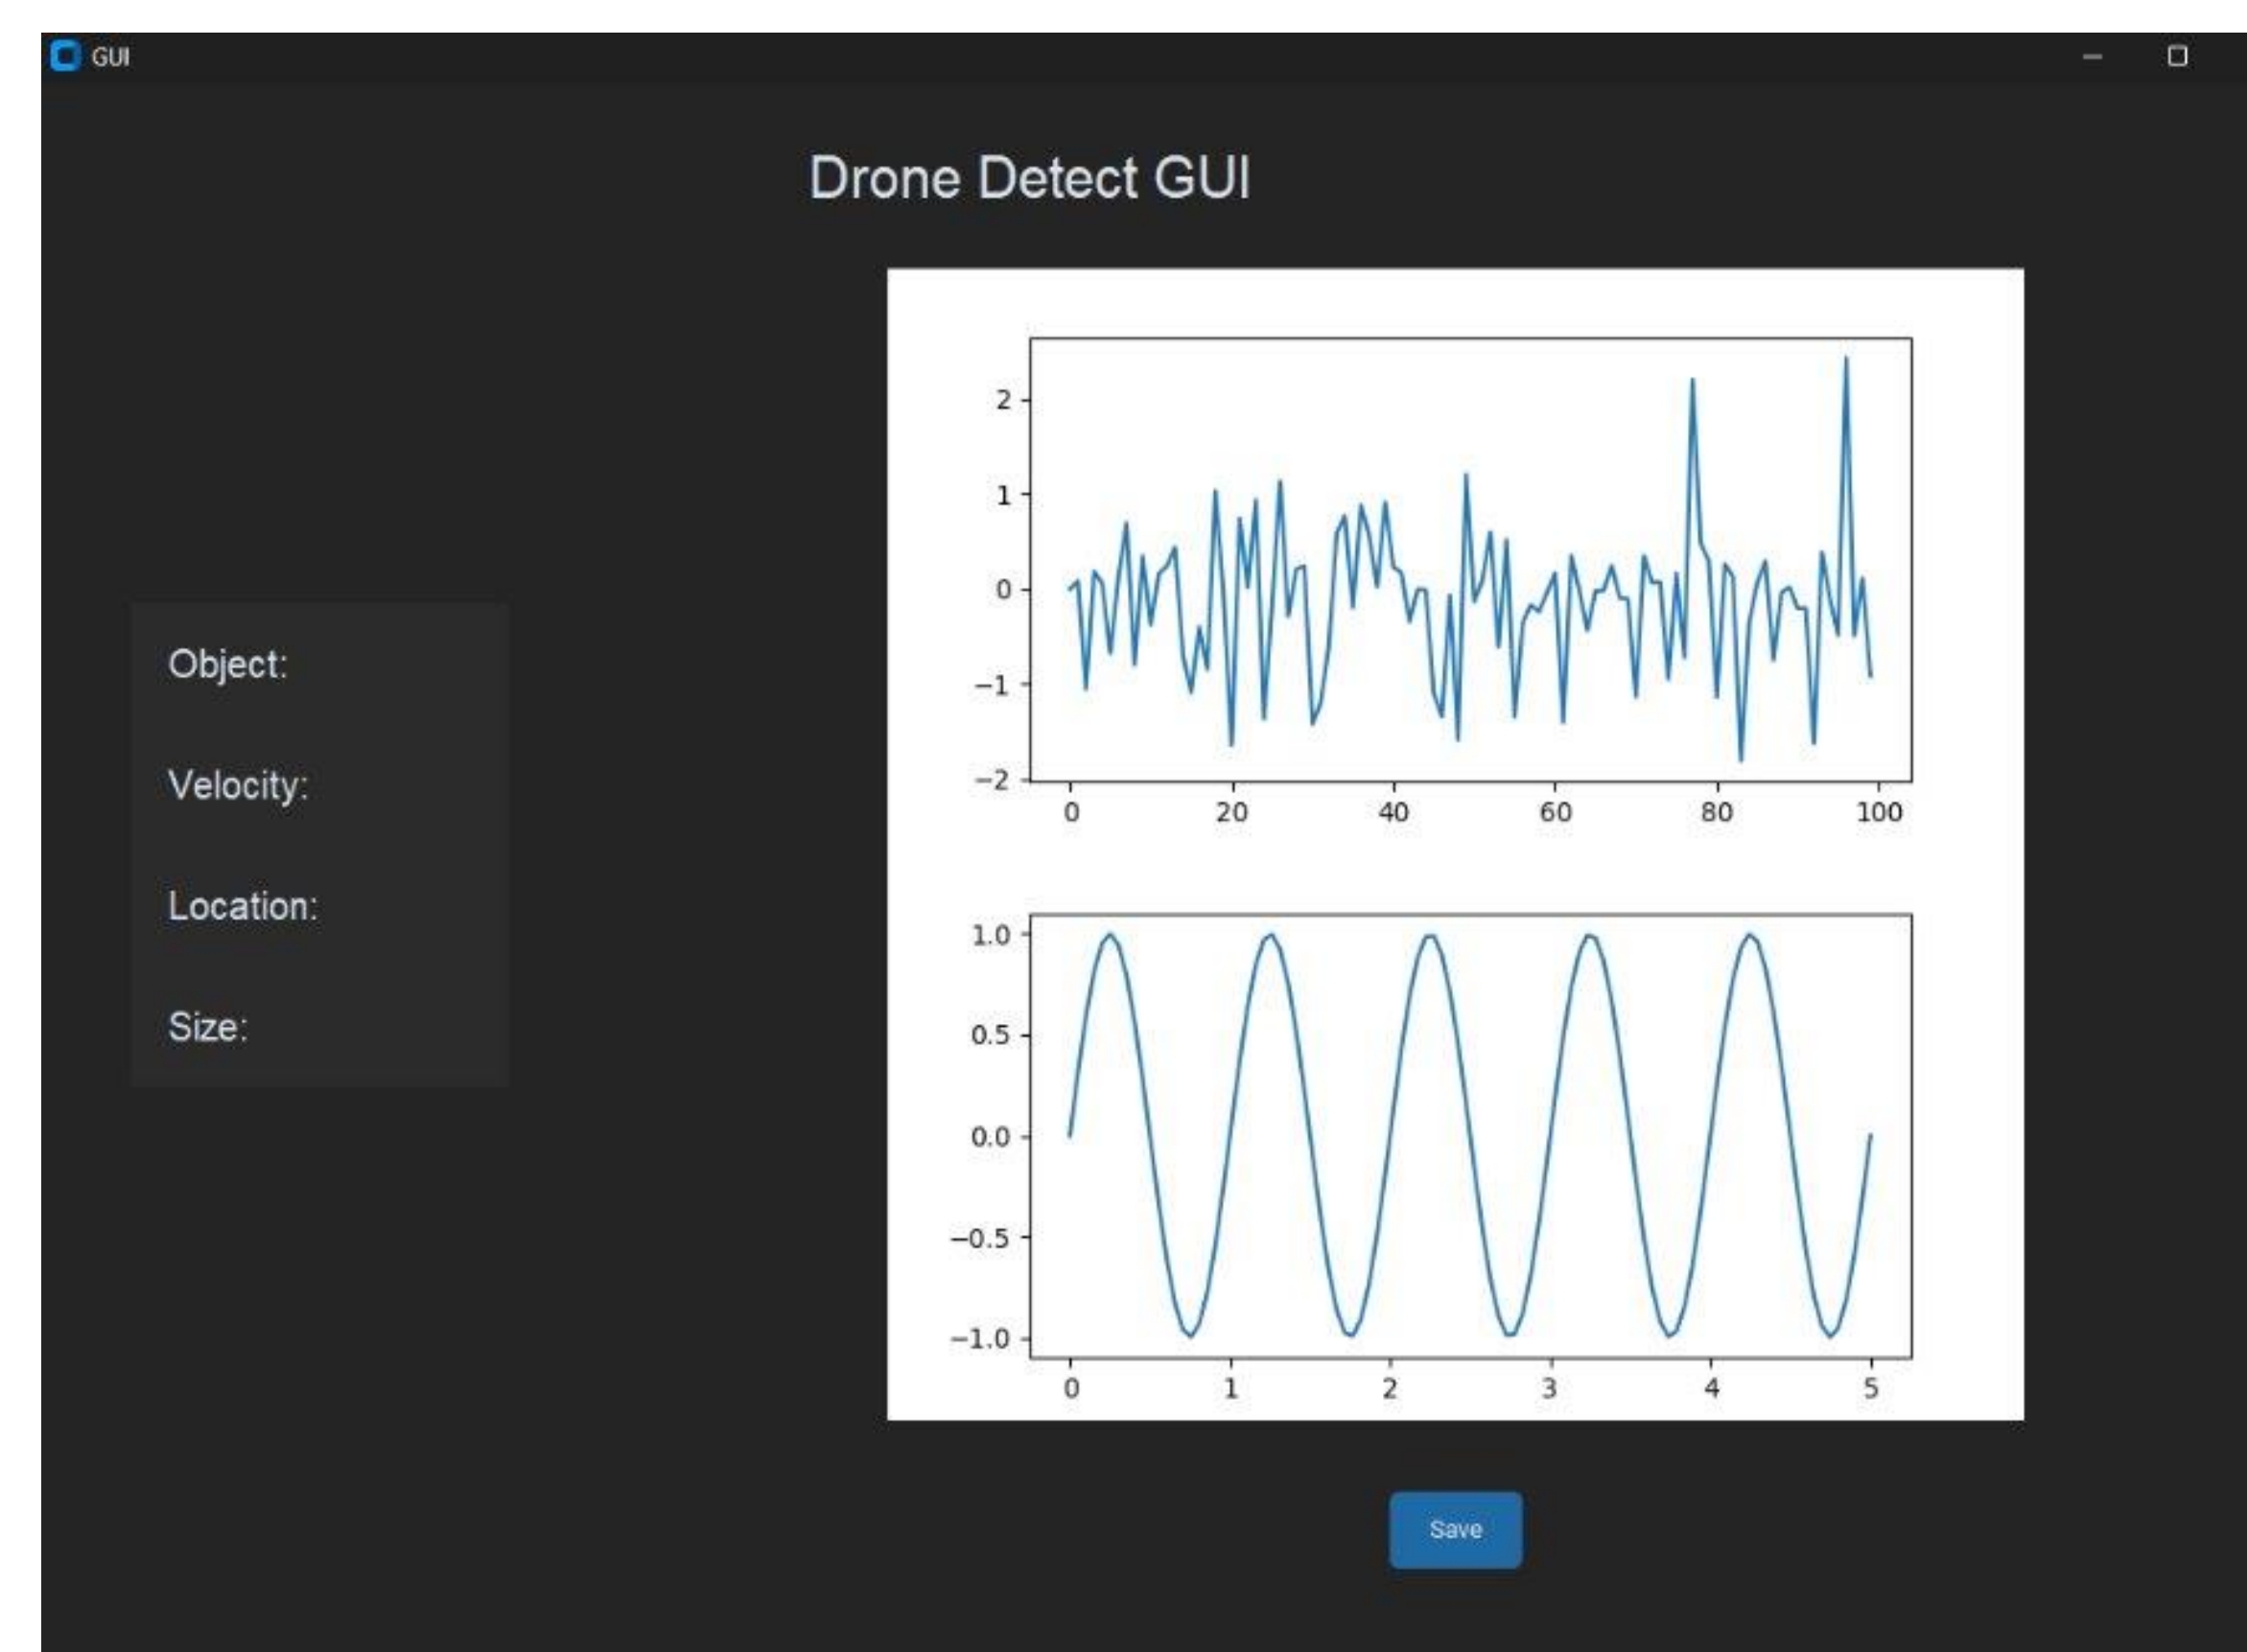 GUI
Drone Detect GUI
Object:
Velocity:
Location:
Size:
2
1
0
−1
−2
0 20 40 60 80 100
1.0
0.5
0.0
−0.5
−1.0
0 1 2 3 4 5
Save